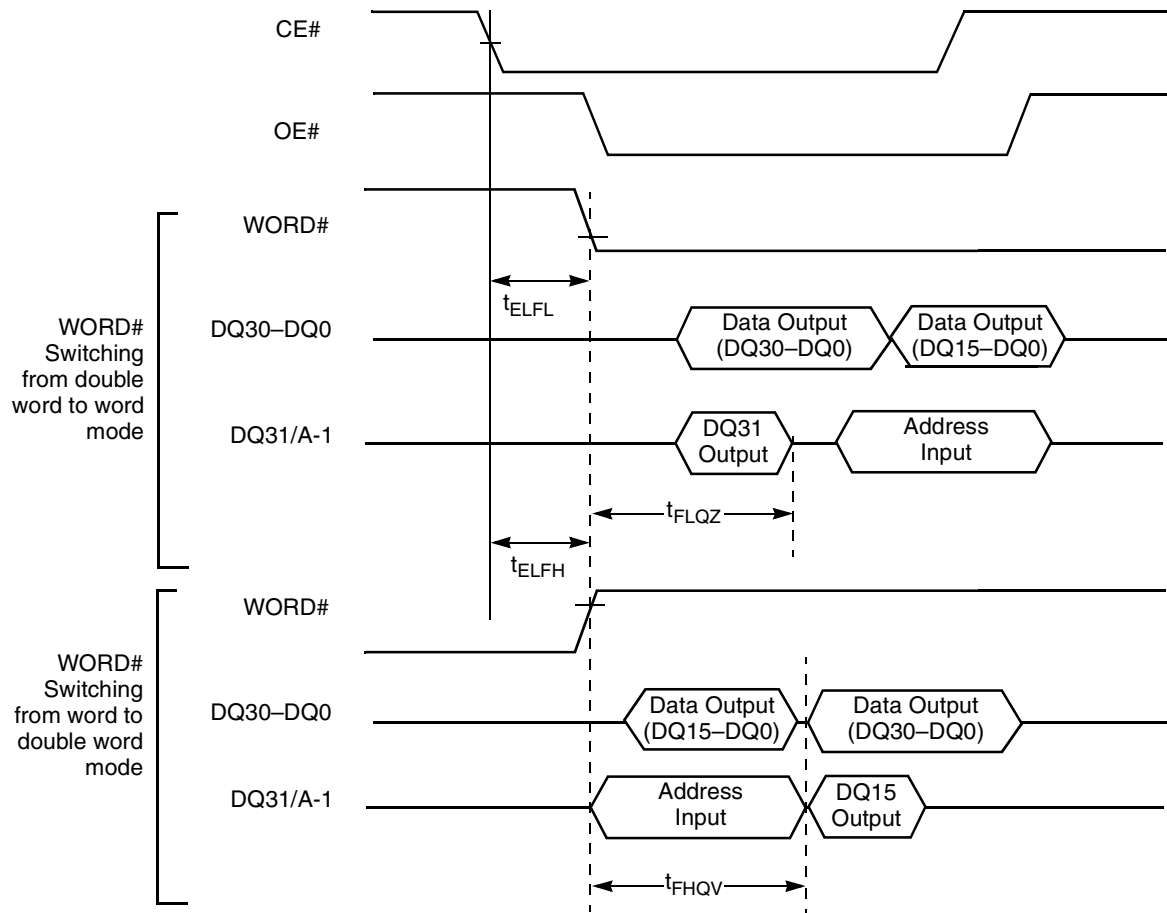 CE#
OE#
WORD#
Switching
from double
word to word
mode
WORD#
tELFL
DQ30–DQ0
Data Output
(DQ30–DQ0)
Data Output
(DQ15–DQ0)
DQ31/A-1
DQ31
Output
Address
Input
tFLQZ
tELFH
WORD#
Switching
from word to
double word
mode
WORD#
DQ30–DQ0
Data Output
(DQ15–DQ0)
Data Output
(DQ30–DQ0)
DQ31/A-1
Address
Input
DQ15
Output
tFHQV